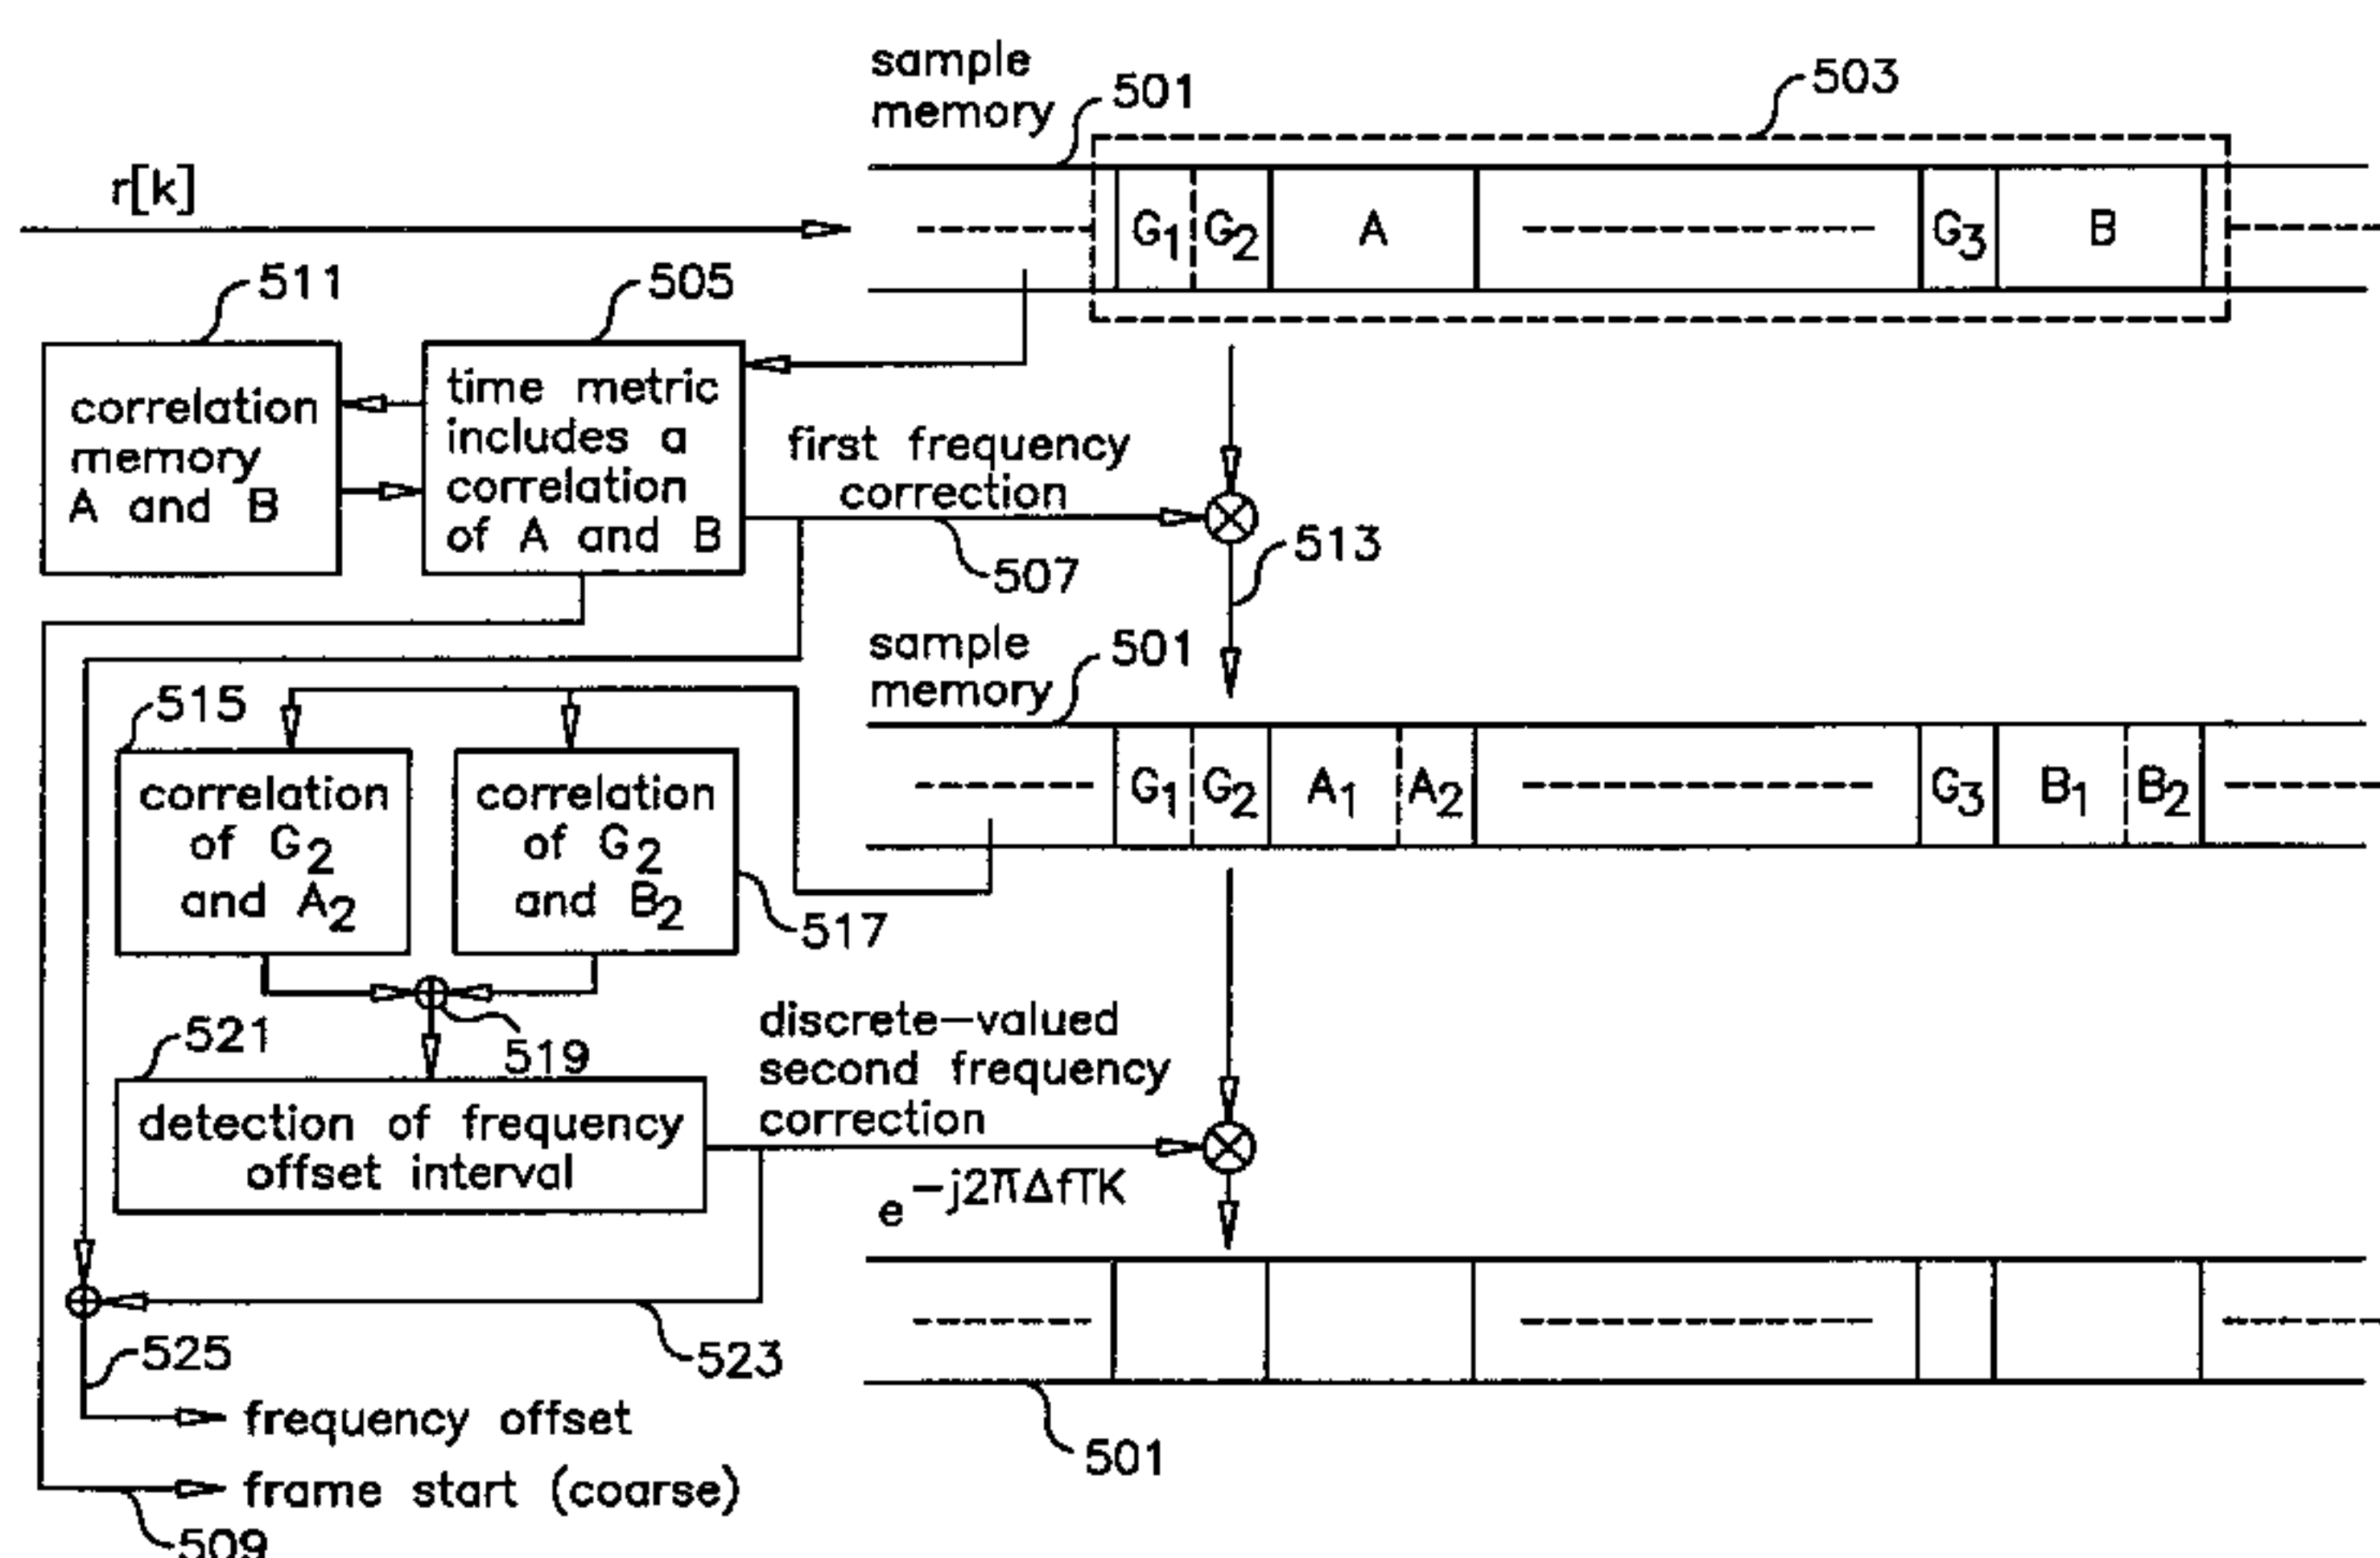 sample
memory
501
503
r[k]
G1
G2
A
G3
B
511
505
correlation
memory
A and B
time metric
includes a
correlation
of A and B
first frequency
correction
507
513
sample
memory
501
515
correlation
of G2
and A2
correlation
of G2
and B2
517
G1
G2
A1
A2
G3
B1
B2
519
521
detection of frequency
offset interval
discrete-valued
second frequency
correction
e^-j2πΔfTK
523
525
frequency offset
frame start (coarse)
509
501